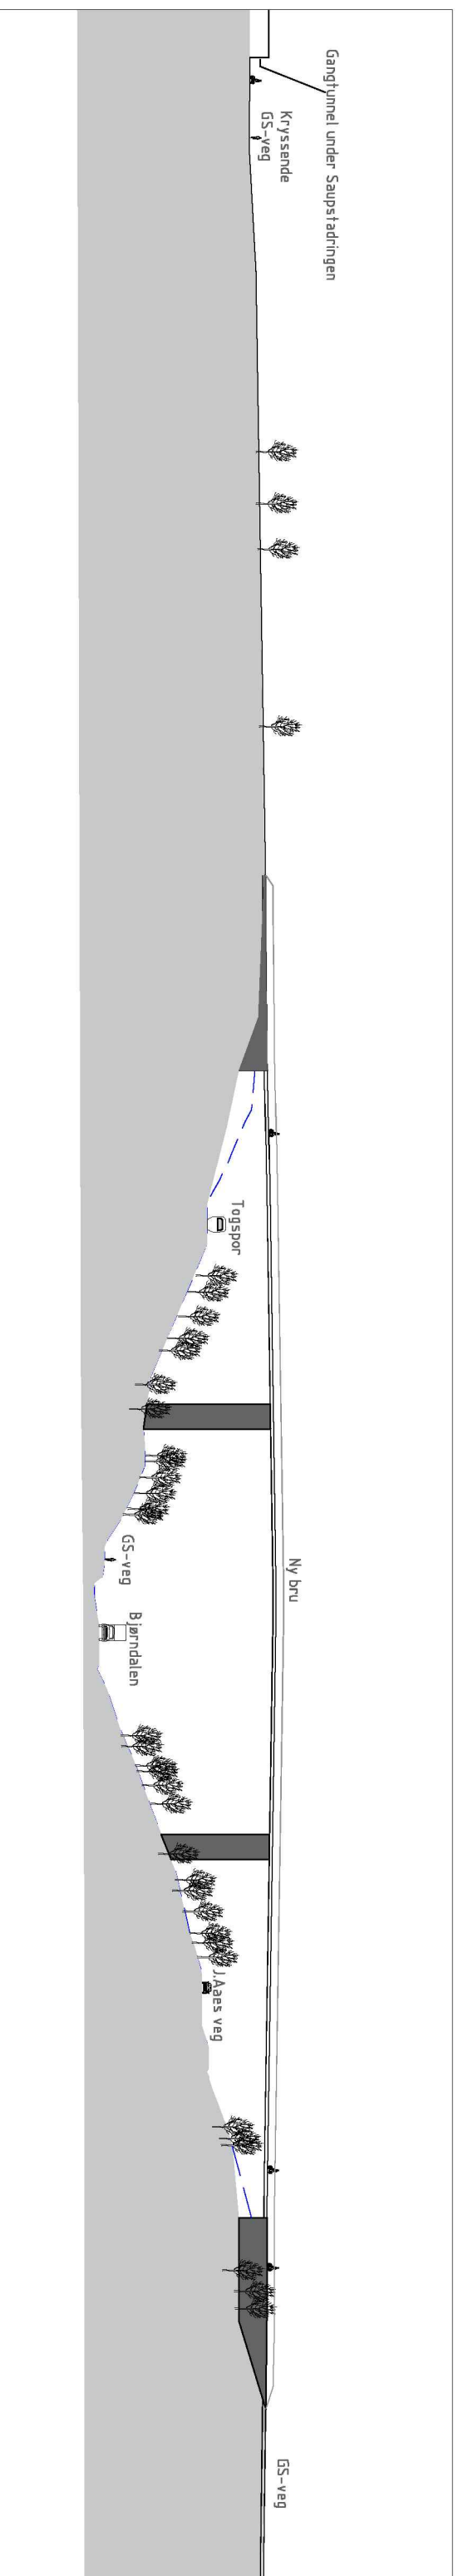 Gangtunnel under Saupstadringen
Kryssende
GS-veg
Togspor
GS-veg
Ny bru
Bjørndalen
J.Aaes veg
GS-veg